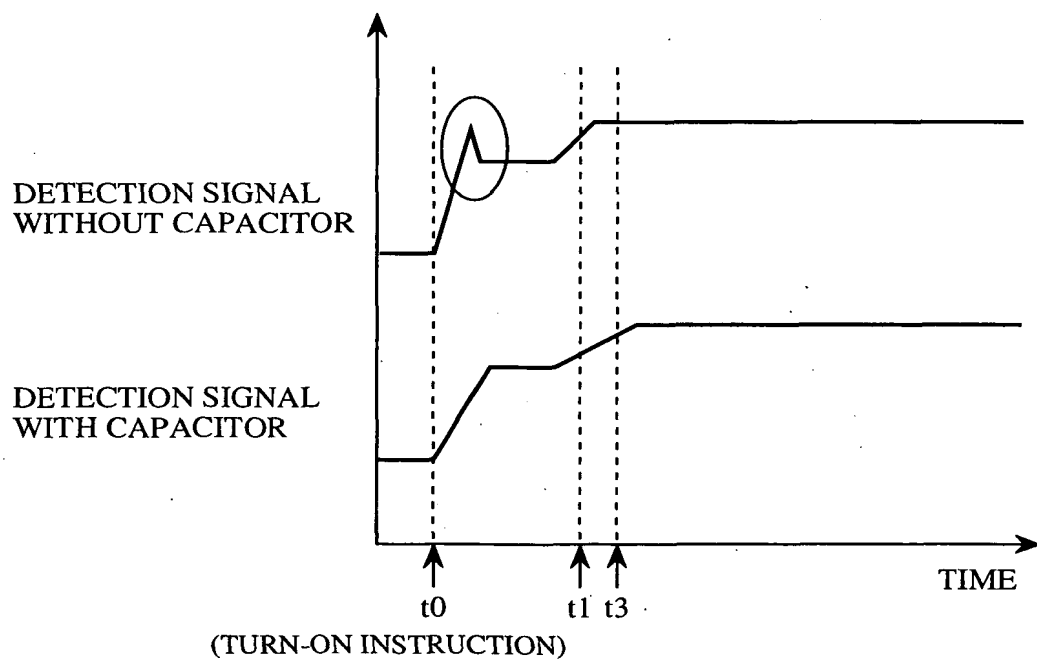 DETECTION SIGNAL
WITHOUT CAPACITOR
DETECTION SIGNAL
WITH CAPACITOR
TIME
t0
t1
t3
(TURN-ON INSTRUCTION)